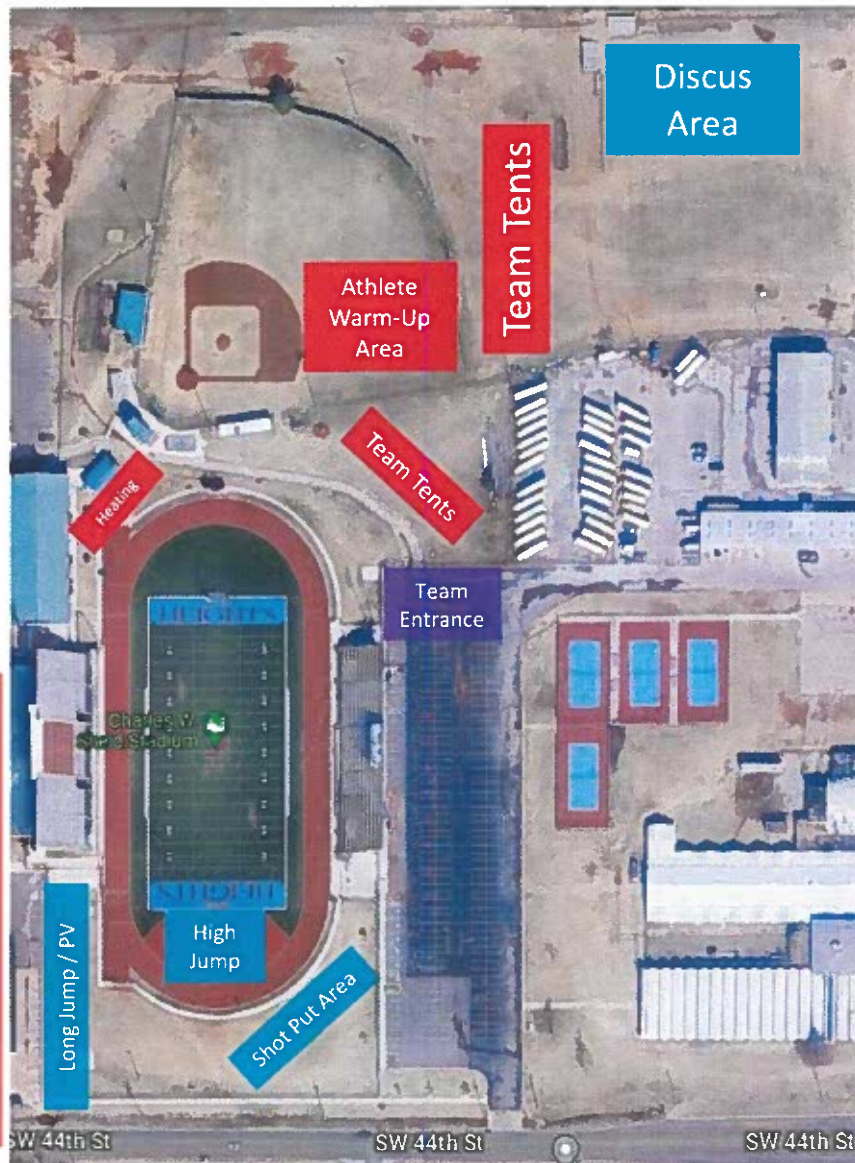 Discus
Area
Team Tents
Athlete
Warm-Up
Area
Team Tents
Heating
Team
Entrance
HEIGHTS
Charles W.
Stadium
HEIGHTS
High
Jump
Long Jump / PV
Shot Put Area
SW 44th St
SW 44th St
SW 44th St